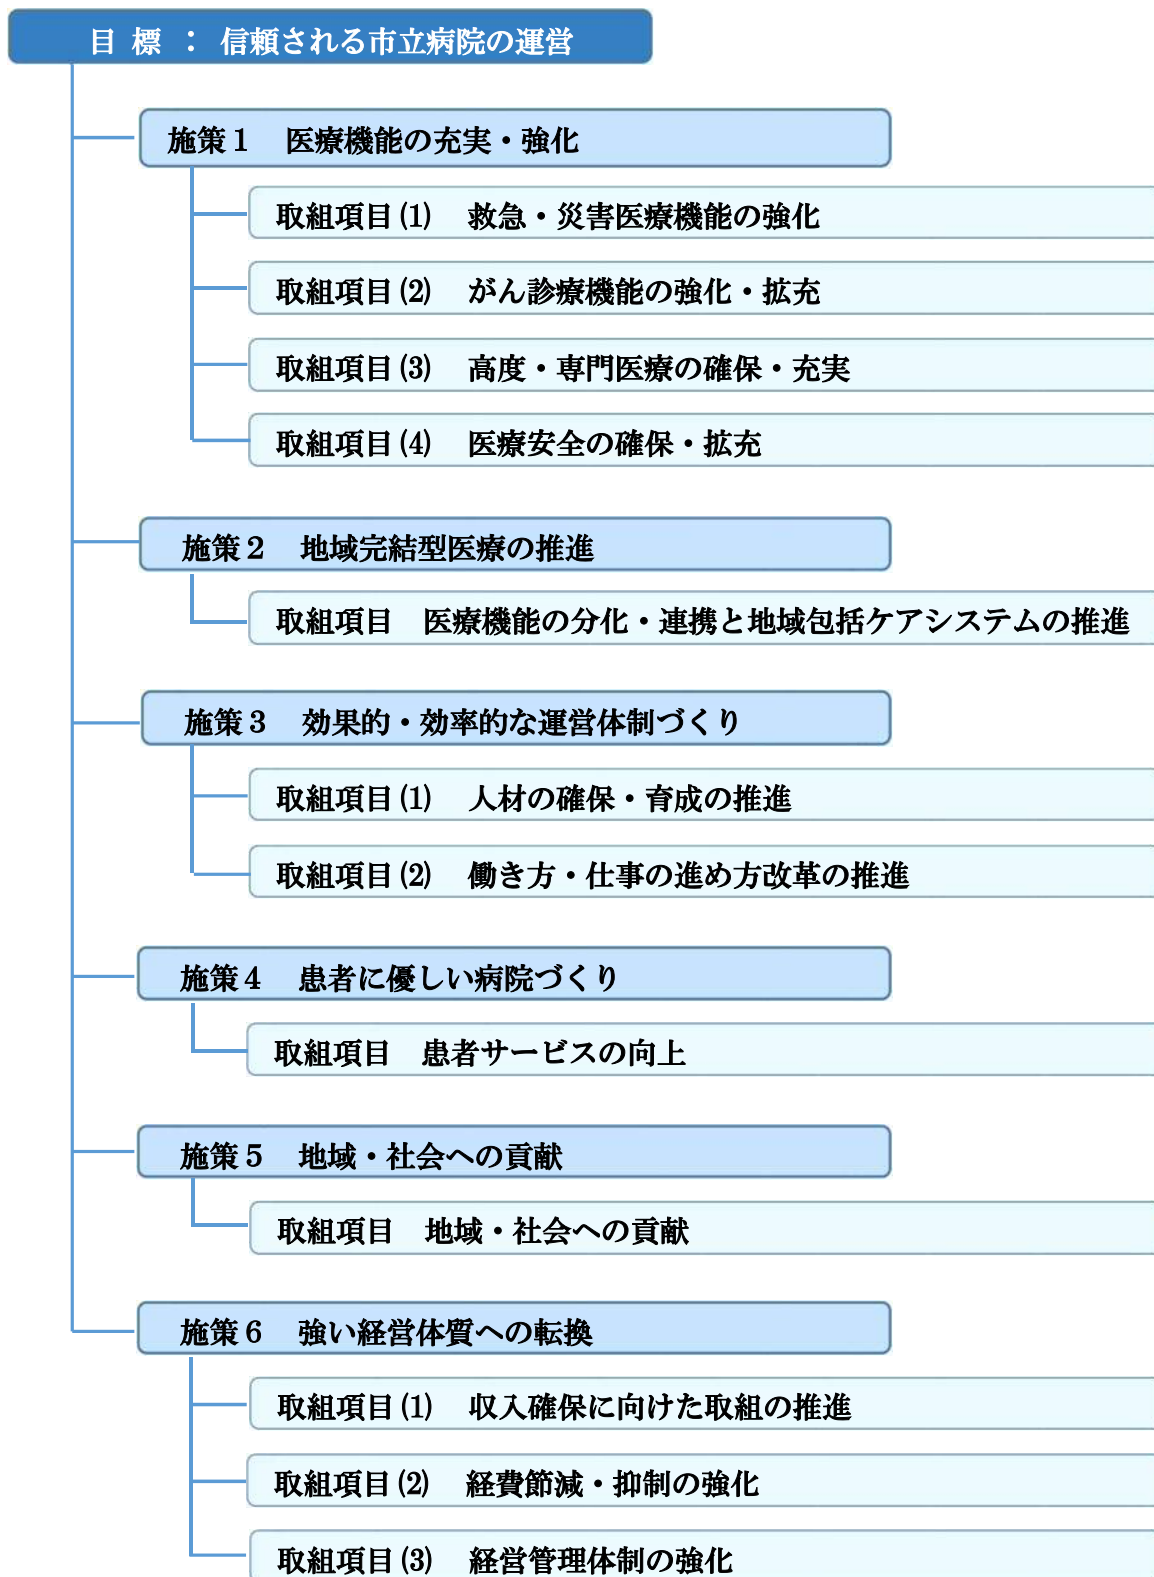 目 標 ： 信頼される市立病院の運営
施策１　医療機能の充実・強化
取組項目(1)　救急・災害医療機能の強化
取組項目(2)　がん診療機能の強化・拡充
取組項目(3)　高度・専門医療の確保・充実
取組項目(4)　医療安全の確保・拡充
施策２　地域完結型医療の推進
取組項目　医療機能の分化・連携と地域包括ケアシステムの推進
施策３　効果的・効率的な運営体制づくり
取組項目(1)　人材の確保・育成の推進
取組項目(2)　働き方・仕事の進め方改革の推進
施策４　患者に優しい病院づくり
取組項目　患者サービスの向上
施策５　地域・社会への貢献
取組項目　地域・社会への貢献
施策６　強い経営体質への転換
取組項目(1)　収入確保に向けた取組の推進
取組項目(2)　経費節減・抑制の強化
取組項目(3)　経営管理体制の強化